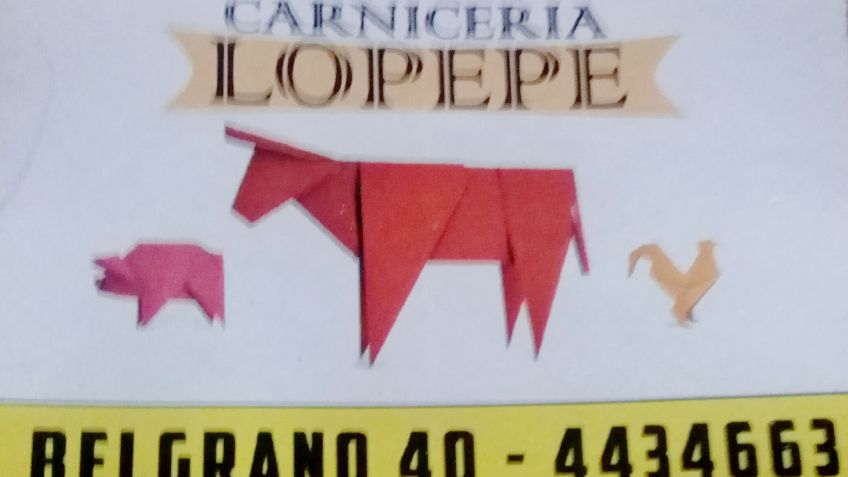 CARNICERIA
LOPEPE
BELGRANO 40 - 4434663